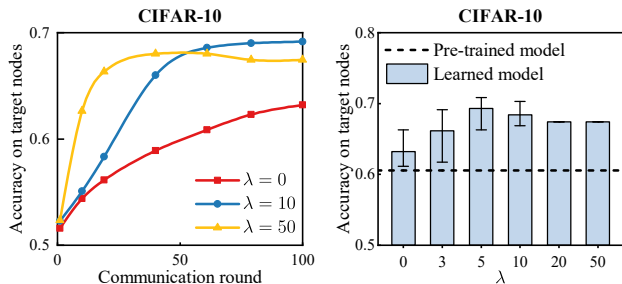 CIFAR-10
Accuracy on target nodes
0.7
0.6
0.5
0
50
100
Communication round
λ = 0
λ = 10
λ = 50
CIFAR-10
Accuracy on target nodes
0.8
0.7
0.6
0.5
Pre-trained model
Learned model
0
3
5
10
20
50
λ